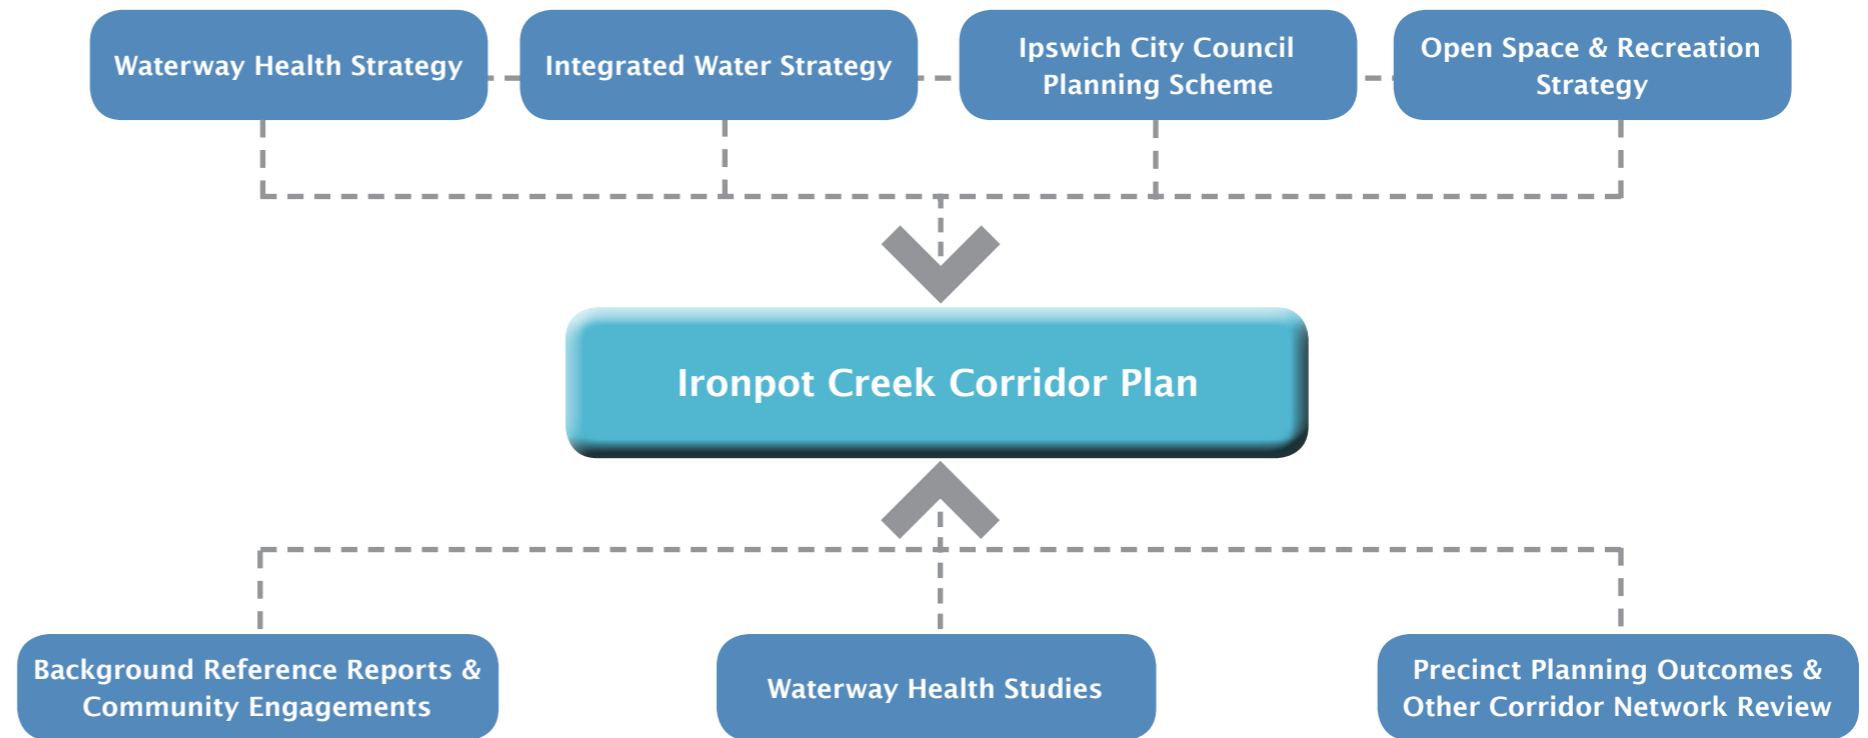 Waterway Health Strategy
Integrated Water Strategy
Ipswich City Council
Planning Scheme
Open Space & Recreation
Strategy
Ironpot Creek Corridor Plan
Background Reference Reports &
Community Engagements
Waterway Health Studies
Precinct Planning Outcomes &
Other Corridor Network Review